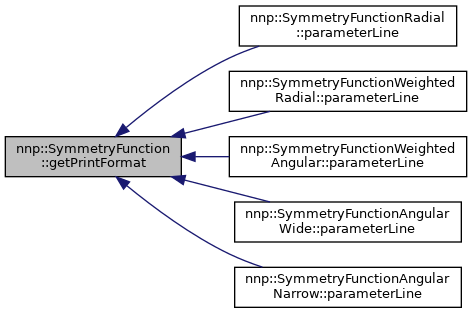 nnp::SymmetryFunctionRadial
::parameterLine
nnp::SymmetryFunctionWeighted
Radial::parameterLine
nnp::SymmetryFunction
::getPrintFormat
nnp::SymmetryFunctionWeighted
Angular::parameterLine
nnp::SymmetryFunctionAngular
Wide::parameterLine
nnp::SymmetryFunctionAngular
Narrow::parameterLine